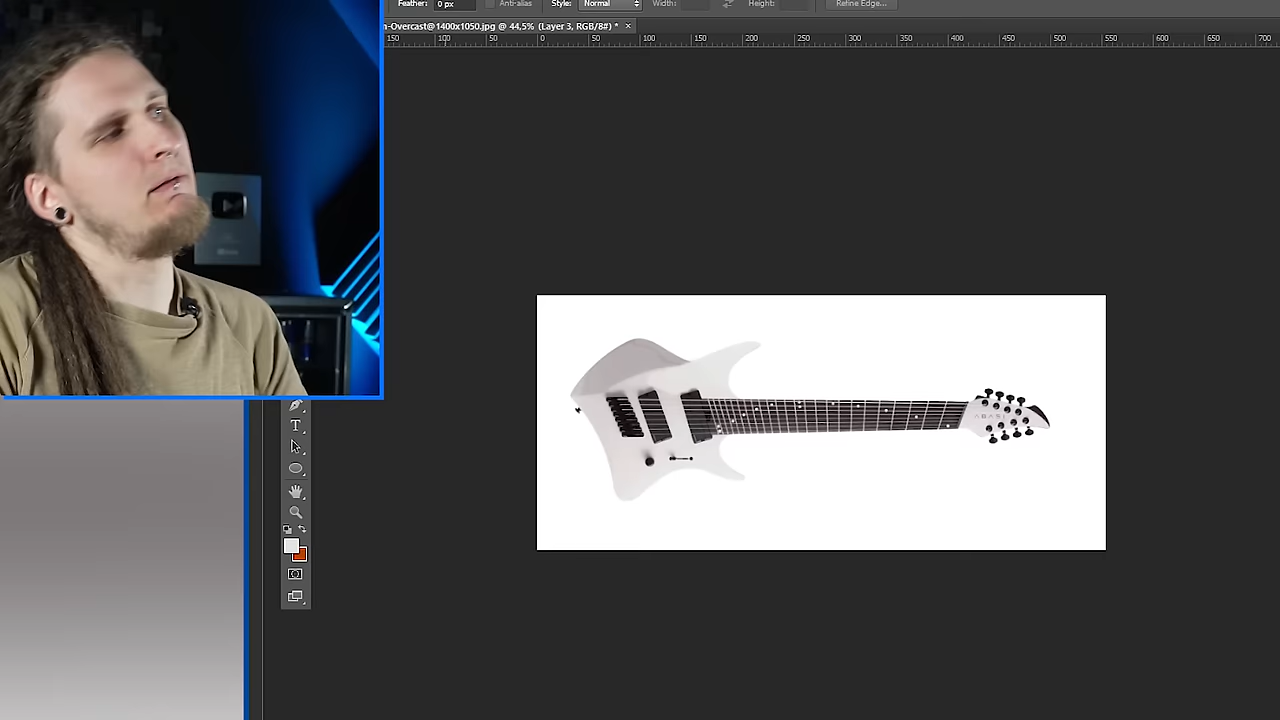 Feather: 0 px Anti-alias Style: Normal Width: Height: Refine Edge...
n-Overcast@1400x1050.jpg @ 44,5% (Layer 3, RGB/8#) * ×
150 100 50 0 50 100 150 200 250 300 350 400 450 500 550 600 650 700
T
ABASI